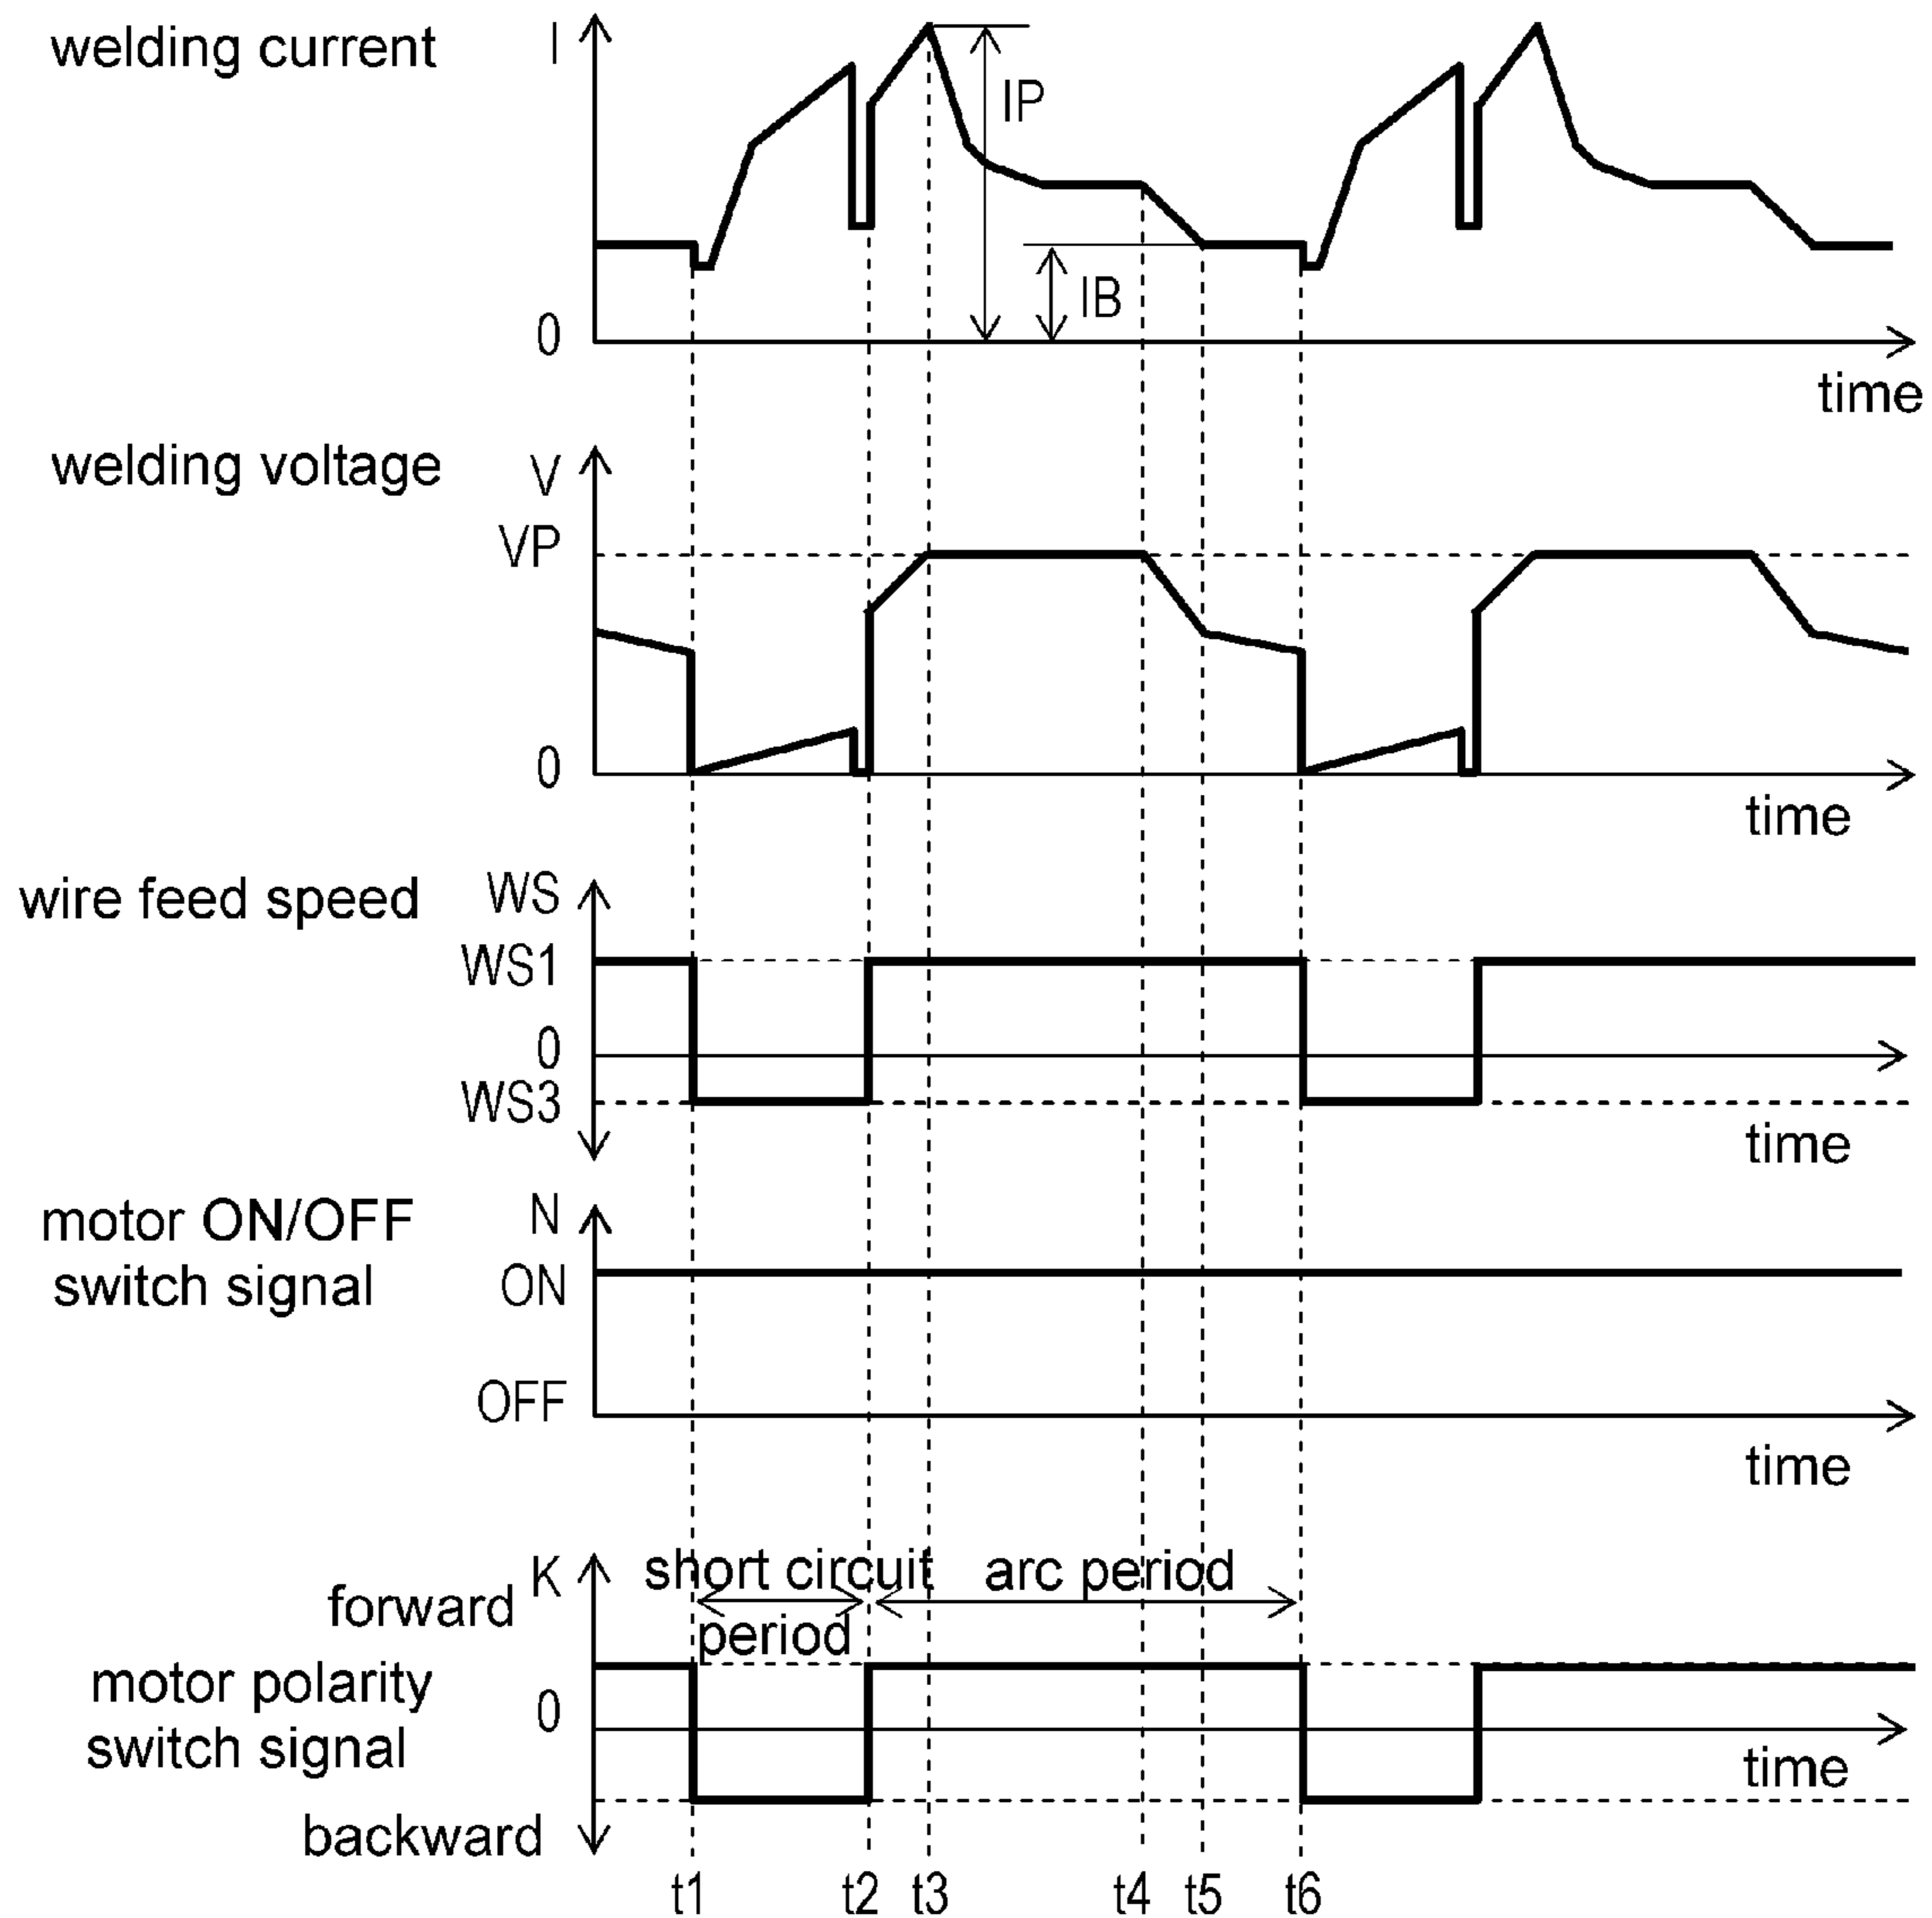 welding current
I
IP
IB
0
time
welding voltage
V
VP
0
time
wire feed speed
WS
WS1
0
WS3
time
motor ON/OFF
switch signal
N
ON
OFF
time
K
forward
short circuit
period
arc period
motor polarity
switch signal
0
time
backward
t1 t2 t3 t4 t5 t6